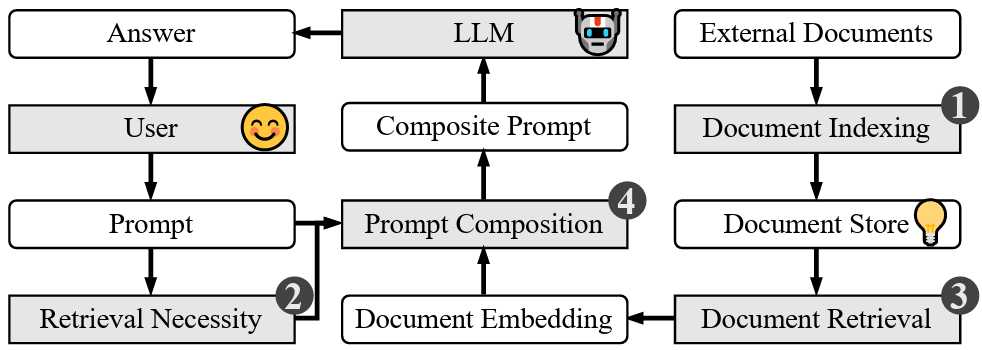 Answer
LLM
External Documents
User
Composite Prompt
Document Indexing
1
Prompt
Prompt Composition
4
Document Store
Retrieval Necessity
2
Document Embedding
Document Retrieval
3